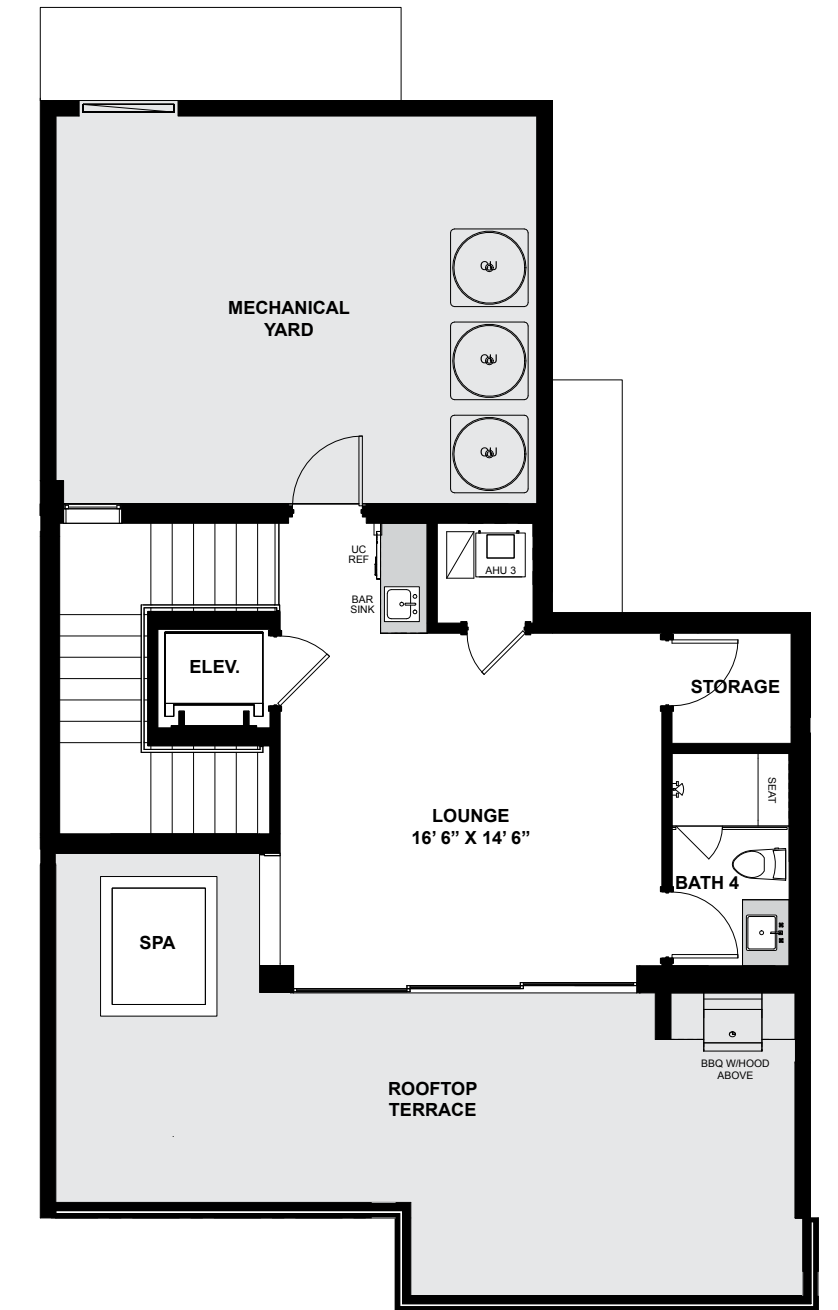 CU
MECHANICAL
YARD
CU
CU
UC
REF
AHU 3
BAR
SINK
ELEV.
STORAGE
SEAT
LOUNGE
16’ 6” X 14’ 6”
BATH 4
SPA
BBQ W/HOOD
ABOVE
ROOFTOP
TERRACE